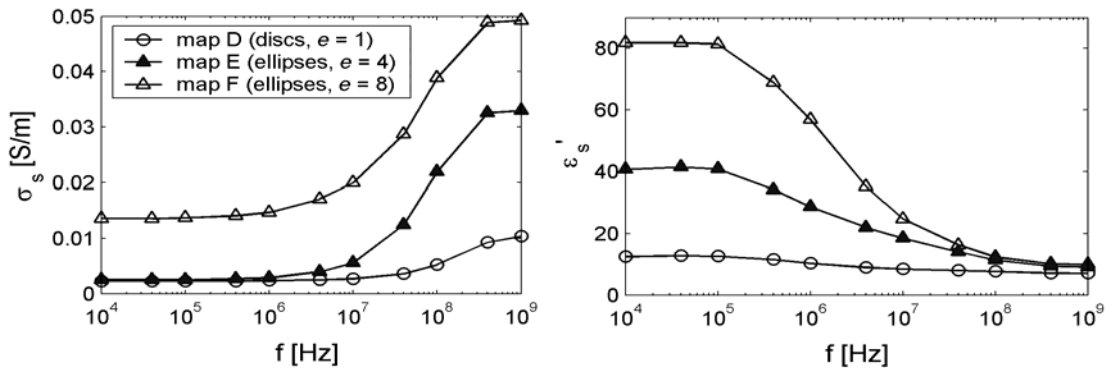 0.05
0.04
0.03
0.02
0.01
0
σs [S/m]
map D (discs, e = 1)
map E (ellipses, e = 4)
map F (ellipses, e = 8)
10^4 10^5 10^6 10^7 10^8 10^9
f [Hz]
80
60
40
20
0
εs'
10^4 10^5 10^6 10^7 10^8 10^9
f [Hz]